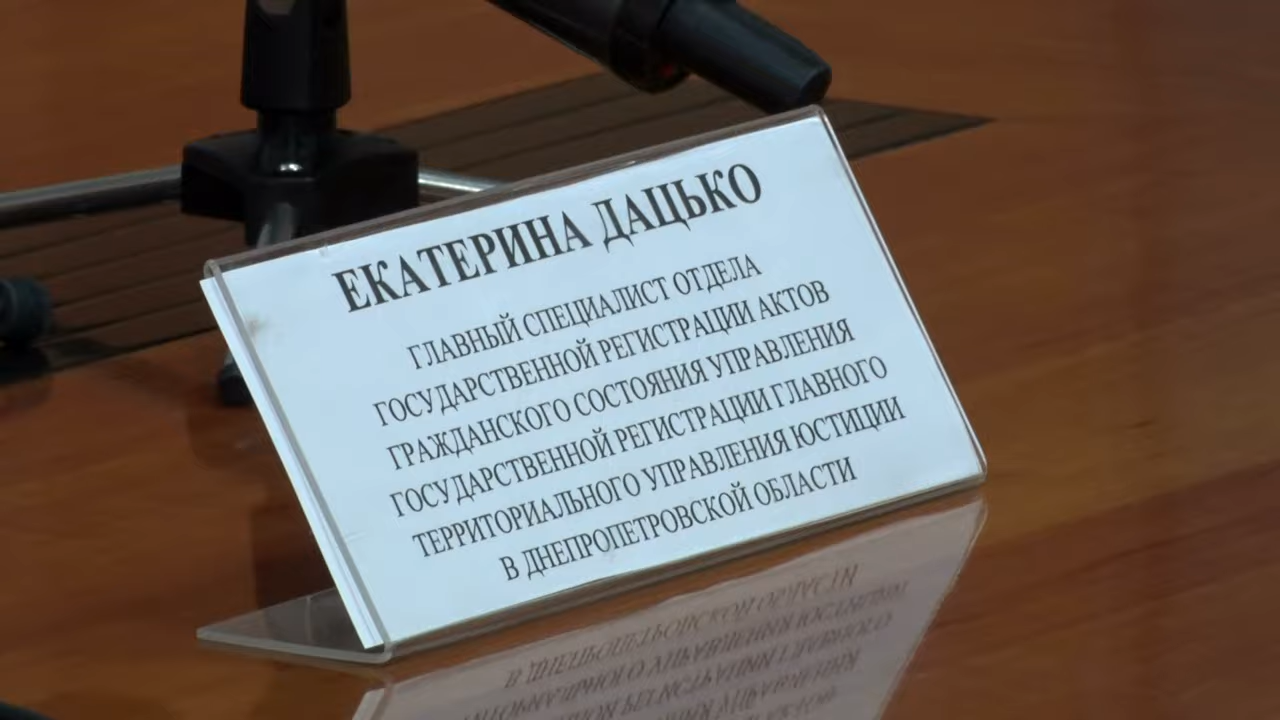 ЕКАТЕРИНА ДАЦЬКО
ГЛАВНЫЙ СПЕЦИАЛИСТ ОТДЕЛА
ГОСУДАРСТВЕННОЙ РЕГИСТРАЦИИ АКТОВ
ГРАЖДАНСКОГО СОСТОЯНИЯ УПРАВЛЕНИЯ
ГОСУДАРСТВЕННОЙ РЕГИСТРАЦИИ ГЛАВНОГО
ТЕРРИТОРИАЛЬНОГО УПРАВЛЕНИЯ ЮСТИЦИИ
В ДНЕПРОПЕТРОВСКОЙ ОБЛАСТИ